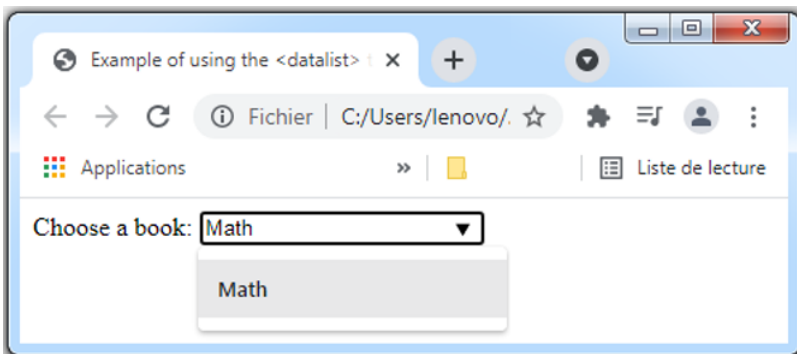 Example of using the <datalist> t
Fichier | C:/Users/lenovo/.
Applications » Liste de lecture
Choose a book: Math
Math